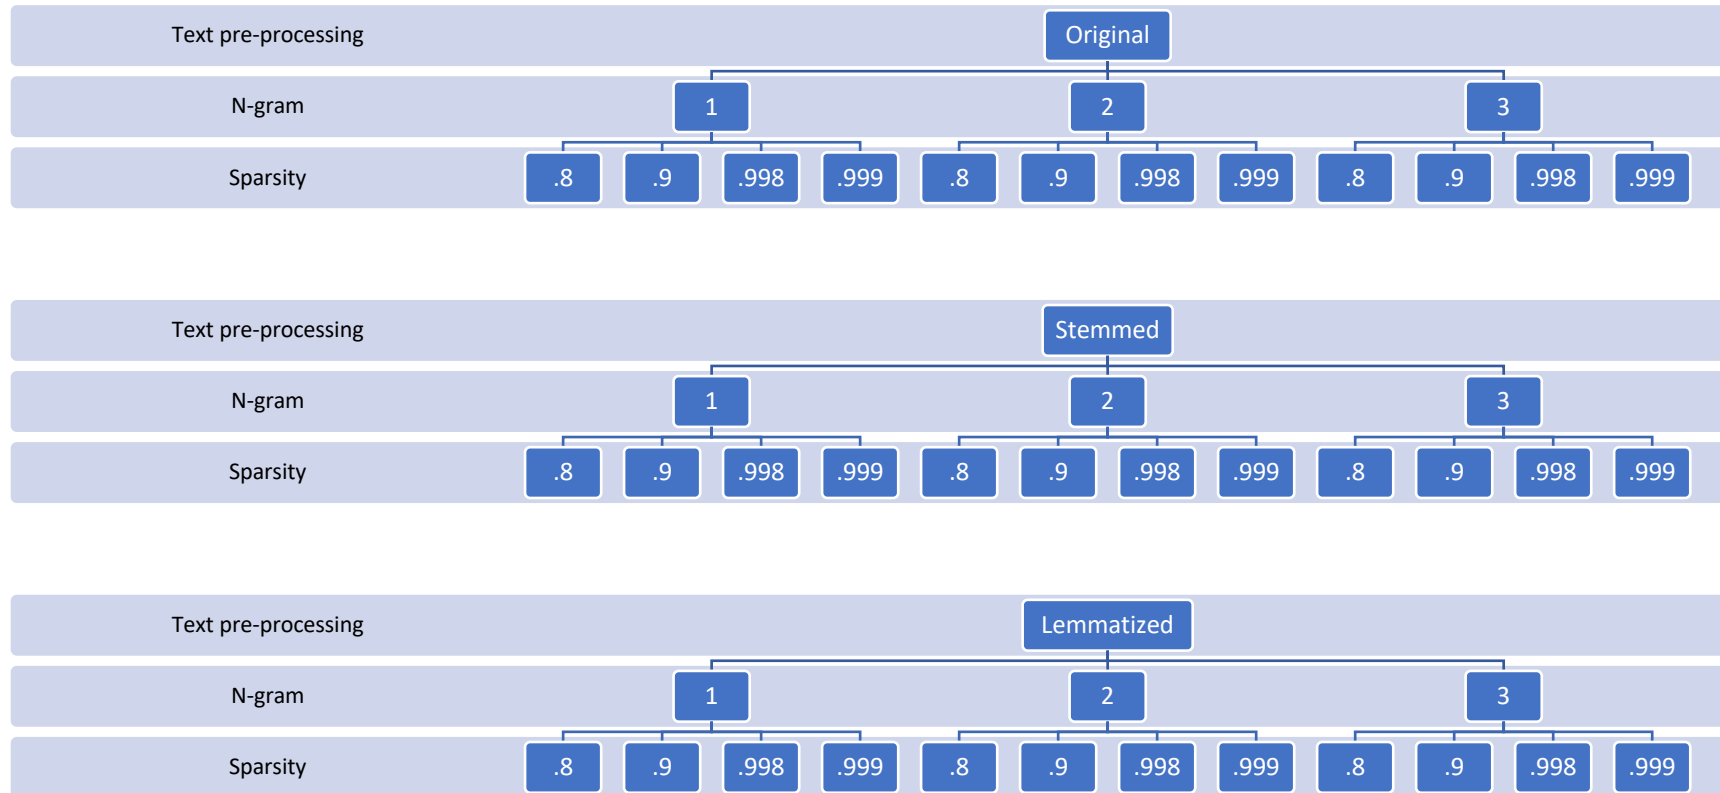 Text pre-processing Original
N-gram 1 2 3
Sparsity .8 .9 .998 .999 .8 .9 .998 .999 .8 .9 .998 .999
Text pre-processing Stemmed
N-gram 1 2 3
Sparsity .8 .9 .998 .999 .8 .9 .998 .999 .8 .9 .998 .999
Text pre-processing Lemmatized
N-gram 1 2 3
Sparsity .8 .9 .998 .999 .8 .9 .998 .999 .8 .9 .998 .999